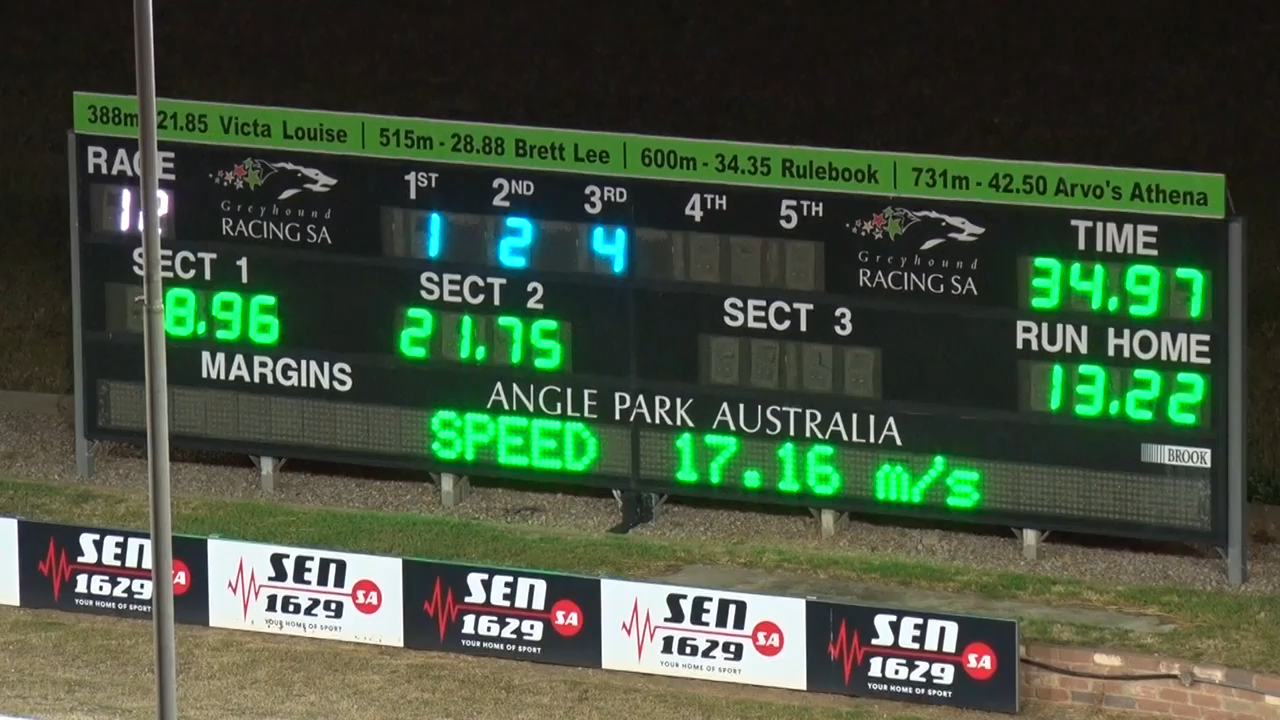 388m 21.85 Victa Louise | 515m - 28.88 Brett Lee | 600m - 34.35 Rulebook | 731m - 42.50 Arvo's Athena
RACE
12
Greyhound
RACING SA
1ST 2ND 3RD 4TH 5TH
1 2 4
Greyhound
RACING SA
TIME
34.97
SECT 1
8.96
SECT 2
21.75
SECT 3
RUN HOME
13.22
MARGINS
ANGLE PARK AUSTRALIA
SPEED 17.16 m/s
BROOK
SEN
1629
SA
YOUR HOME OF SPORT
SEN
1629
SA
YOUR HOME OF SPORT
SEN
1629
SA
YOUR HOME OF SPORT
SEN
1629
SA
YOUR HOME OF SPORT
SEN
1629
SA
YOUR HOME OF SPORT